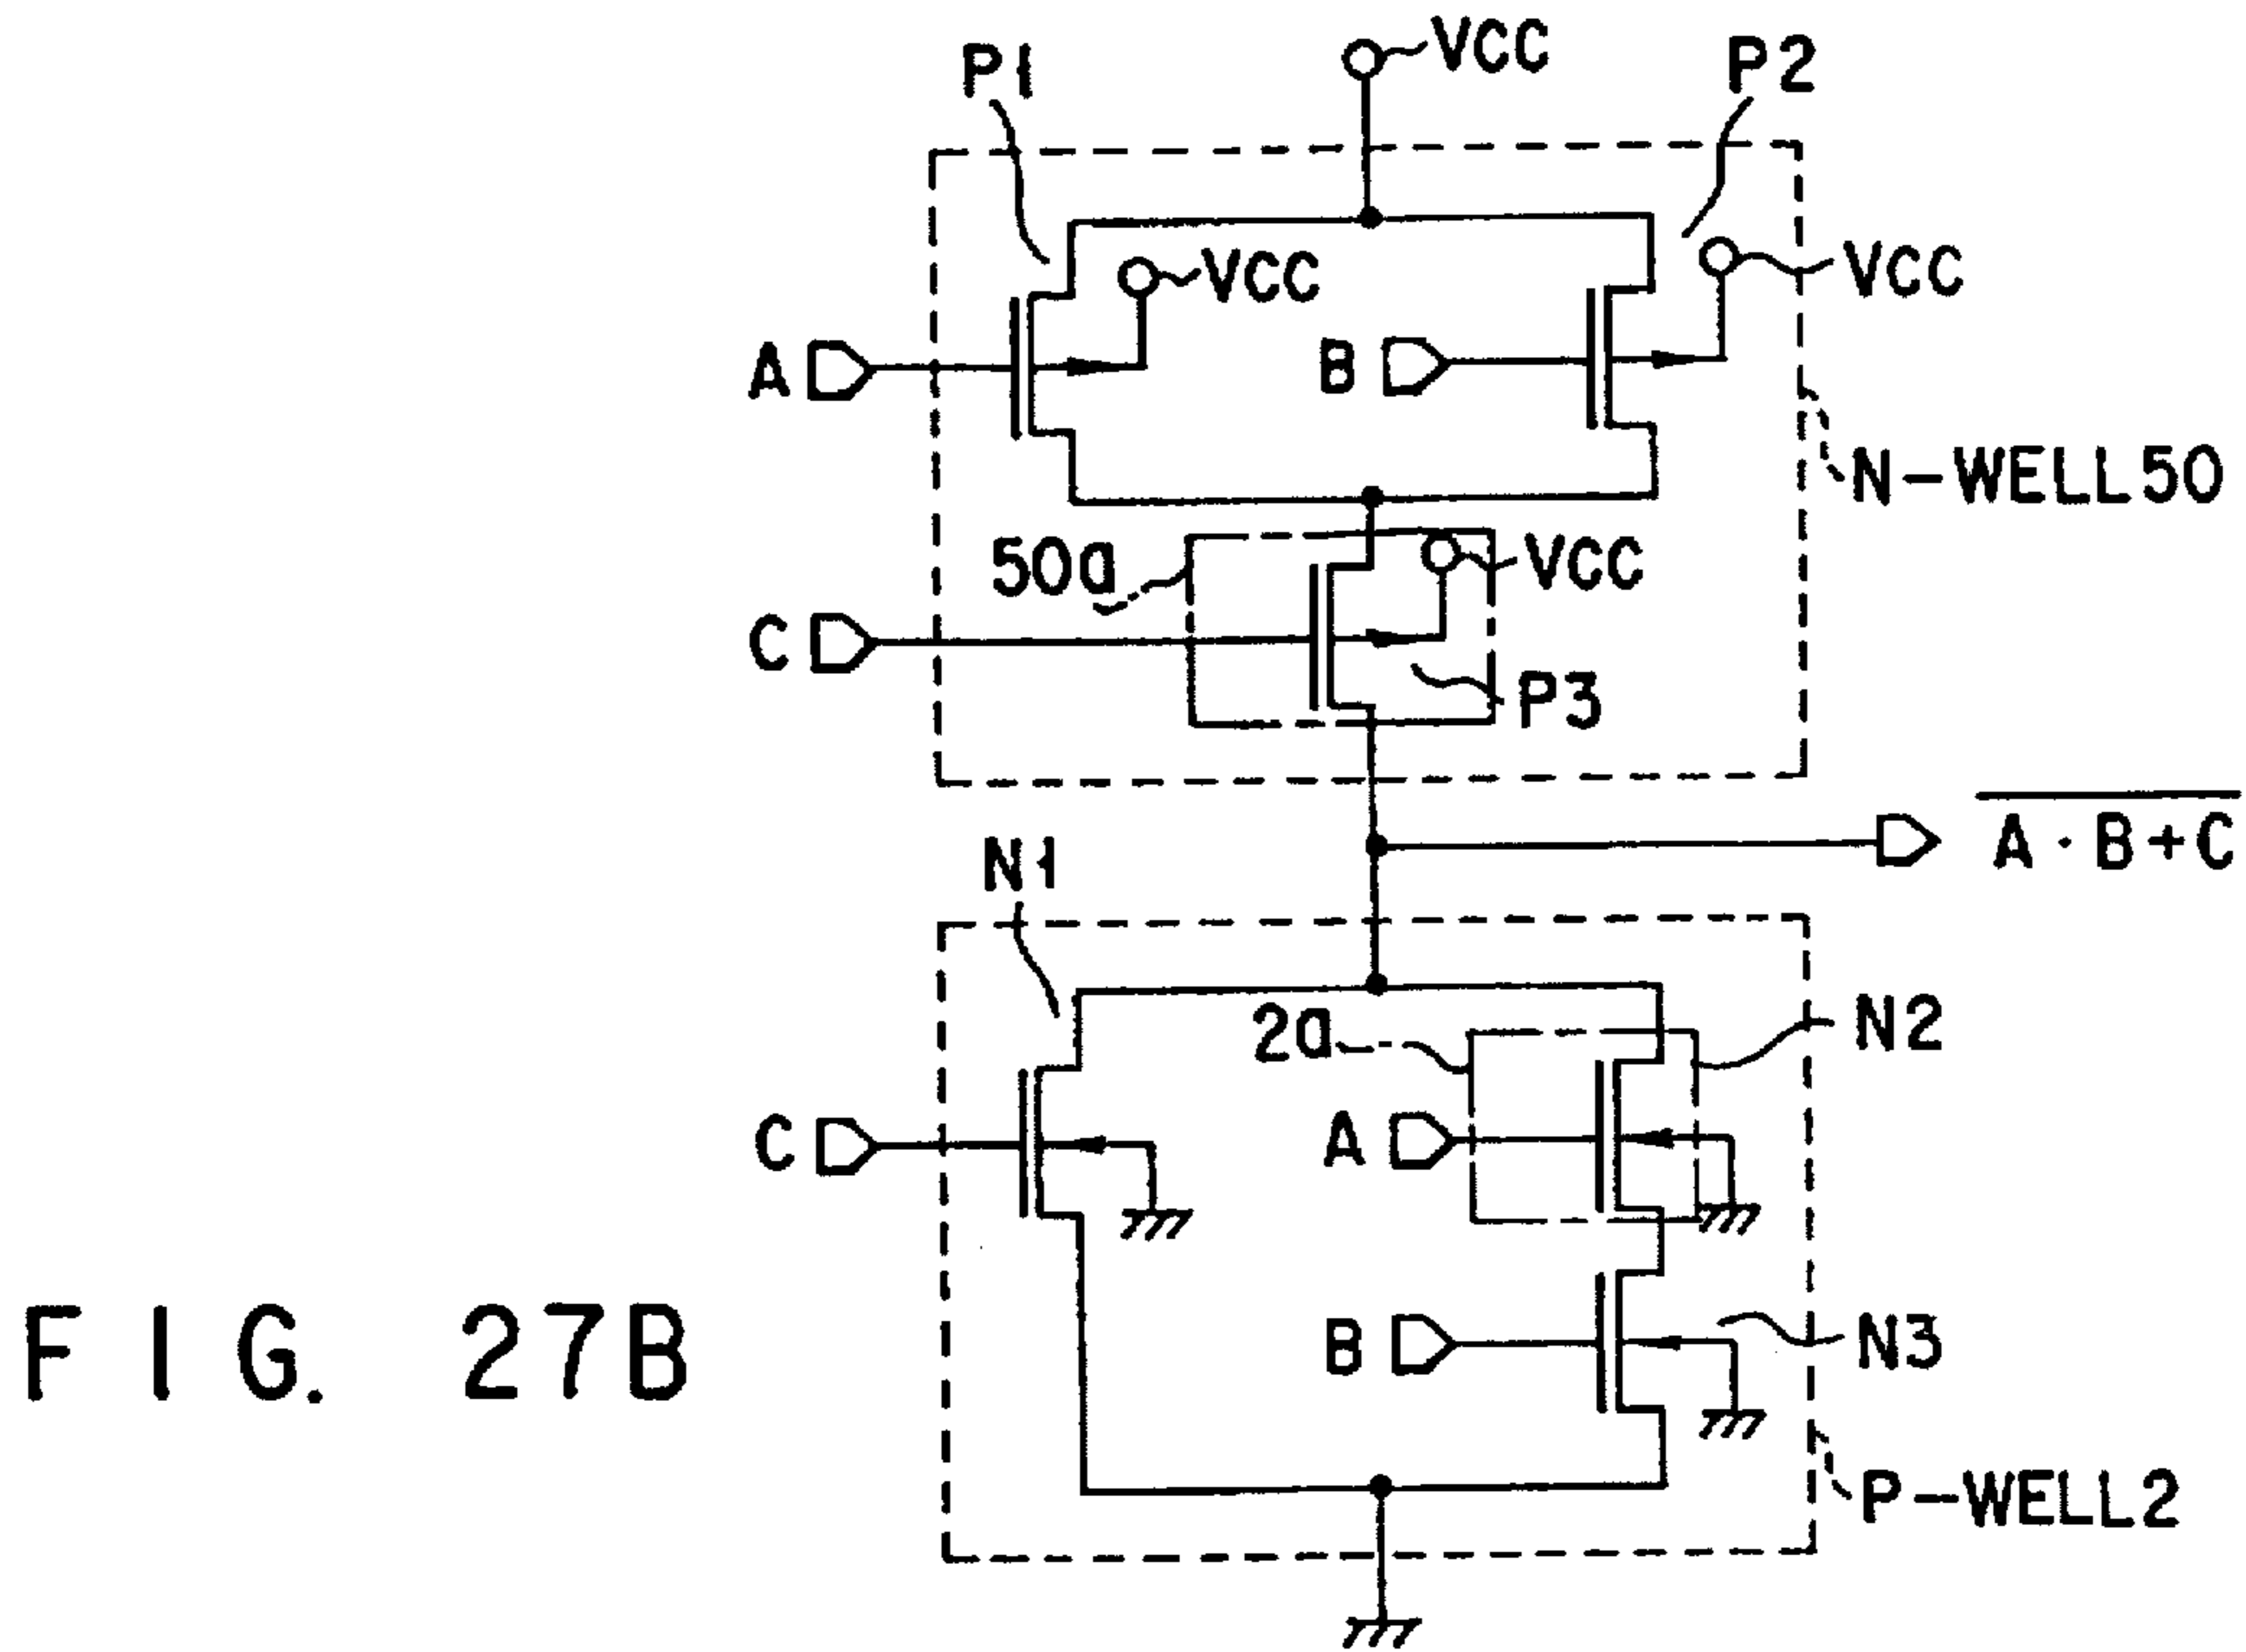 P1
VCC
P2
VCC
VCC
A
B
N-WELL50
50a
VCC
C
P3
A·B+C
N1
2a
N2
C
A
B
N3
P-WELL2
FIG. 27B